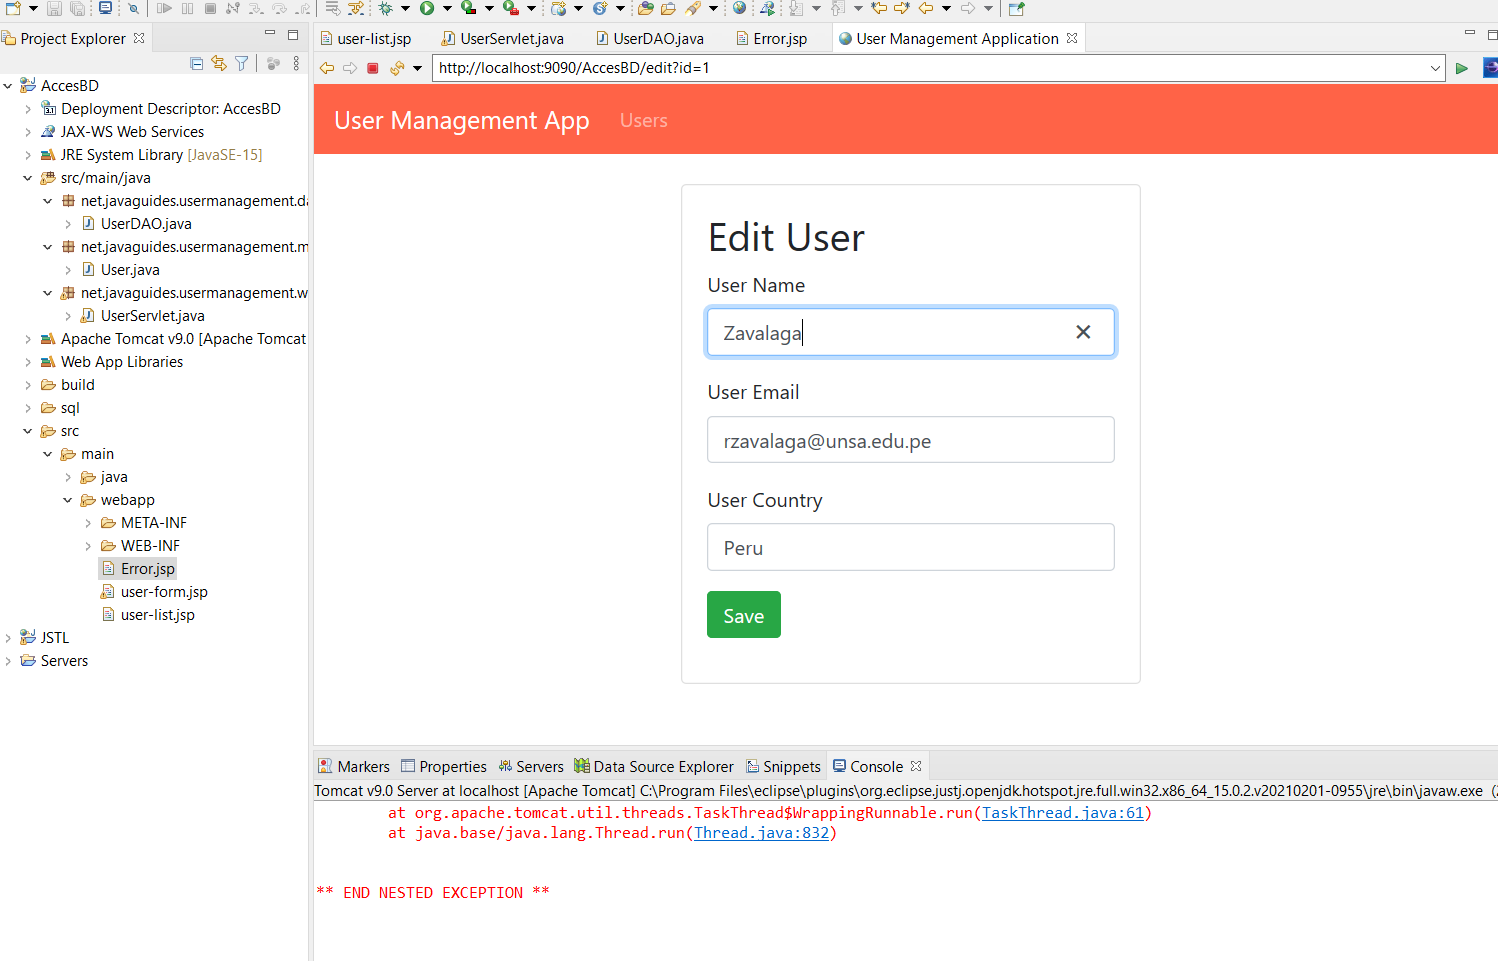 Project Explorer
user-list.jsp
UserServlet.java
UserDAO.java
Error.jsp
User Management Application
http://localhost:9090/AccesBD/edit?id=1
AccesBD
Deployment Descriptor: AccesBD
JAX-WS Web Services
JRE System Library [JavaSE-15]
src/main/java
net.javaguides.usermanagement.da
UserDAO.java
net.javaguides.usermanagement.m
User.java
net.javaguides.usermanagement.w
UserServlet.java
Apache Tomcat v9.0 [Apache Tomcat
Web App Libraries
build
sql
src
main
java
webapp
META-INF
WEB-INF
Error.jsp
user-form.jsp
user-list.jsp
JSTL
Servers
User Management App
Users
Edit User
User Name
Zavalaga
User Email
rzavalaga@unsa.edu.pe
User Country
Peru
Save
Markers
Properties
Servers
Data Source Explorer
Snippets
Console
Tomcat v9.0 Server at localhost [Apache Tomcat] C:\Program Files\eclipse\plugins\org.eclipse.justj.openjdk.hotspot.jre.full.win32.x86_64_15.0.2.v20210201-0955\jre\bin\javaw.exe
at org.apache.tomcat.util.threads.TaskThread$WrappingRunnable.run(TaskThread.java:61)
at java.base/java.lang.Thread.run(Thread.java:832)
** END NESTED EXCEPTION **